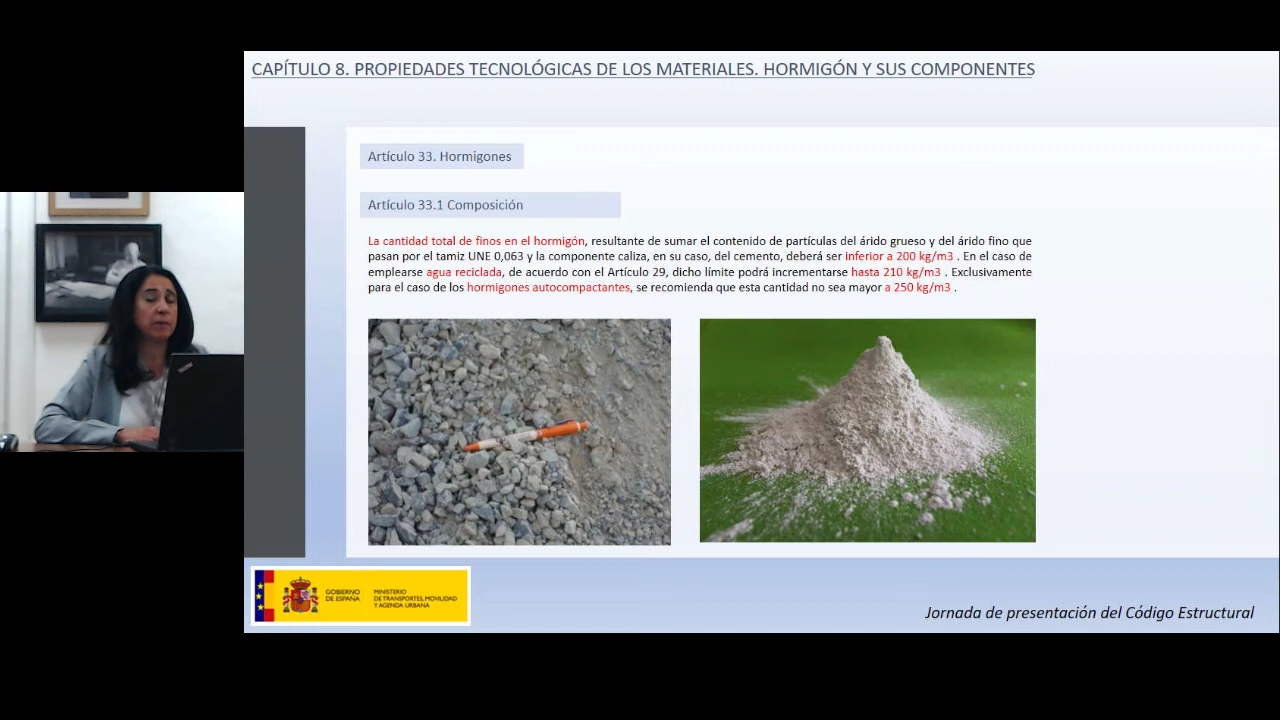 CAPÍTULO 8. PROPIEDADES TECNOLÓGICAS DE LOS MATERIALES. HORMIGÓN Y SUS COMPONENTES
Artículo 33. Hormigones
Artículo 33.1 Composición
La cantidad total de finos en el hormigón, resultante de sumar el contenido de partículas del árido grueso y del árido fino que
pasan por el tamiz UNE 0,063 y la componente caliza, en su caso, del cemento, deberá ser inferior a 200 kg/m3 . En el caso de
emplearse agua reciclada, de acuerdo con el Artículo 29, dicho límite podrá incrementarse hasta 210 kg/m3 . Exclusivamente
para el caso de los hormigones autocompactantes, se recomienda que esta cantidad no sea mayor a 250 kg/m3 .
GOBIERNO
DE ESPAÑA
MINISTERIO
DE TRANSPORTES, MOVILIDAD
Y AGENDA URBANA
Jornada de presentación del Código Estructural